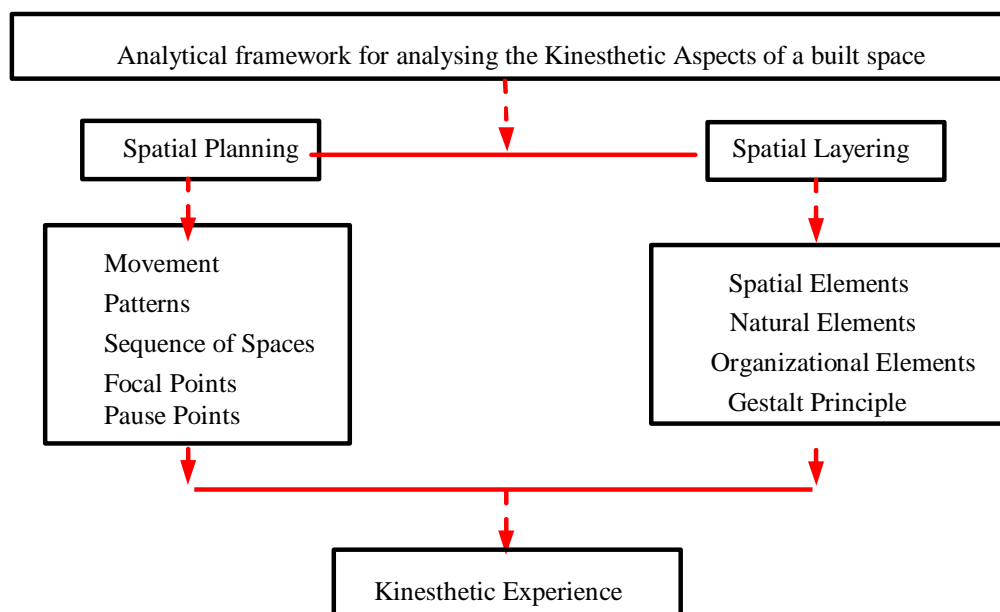 Analytical framework for analysing the Kinesthetic Aspects of a built space
Spatial Planning
Spatial Layering
Movement
Patterns
Sequence of Spaces
Focal Points
Pause Points
Spatial Elements
Natural Elements
Organizational Elements
Gestalt Principle
Kinesthetic Experience